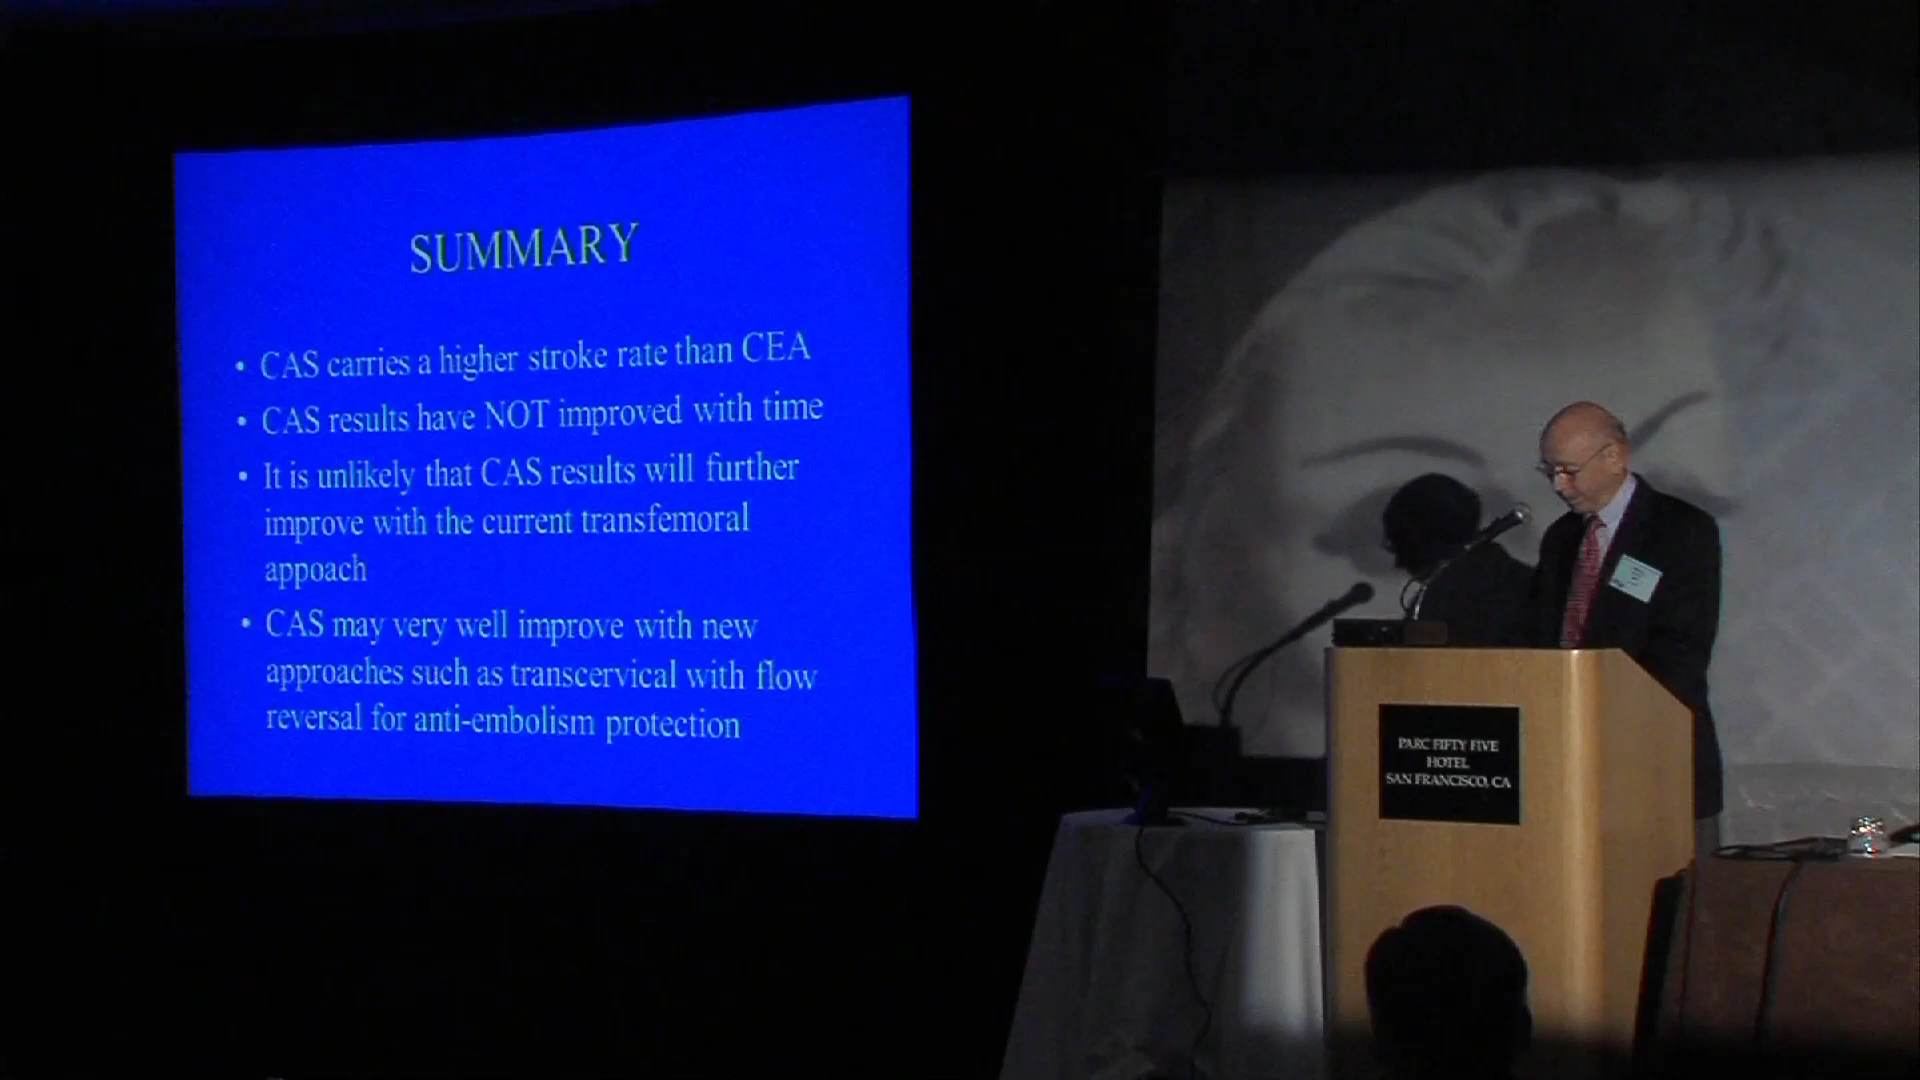 SUMMARY
• CAS carries a higher stroke rate than CEA
• CAS results have NOT improved with time
• It is unlikely that CAS results will further
improve with the current transfemoral
appoach
• CAS may very well improve with new
approaches such as transcervical with flow
reversal for anti-embolism protection
PARC FIFTY FIVE
HOTEL
SAN FRANCISCO, CA